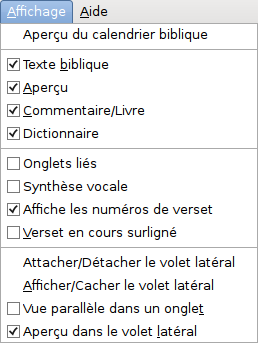 Affichage Aide
Aperçu du calendrier biblique
Texte biblique
Aperçu
Commentaire/Livre
Dictionnaire
Onglets liés
Synthèse vocale
Affiche les numéros de verset
Verset en cours surligné
Attacher/Détacher le volet latéral
Afficher/Cacher le volet latéral
Vue parallèle dans un onglet
Aperçu dans le volet latéral